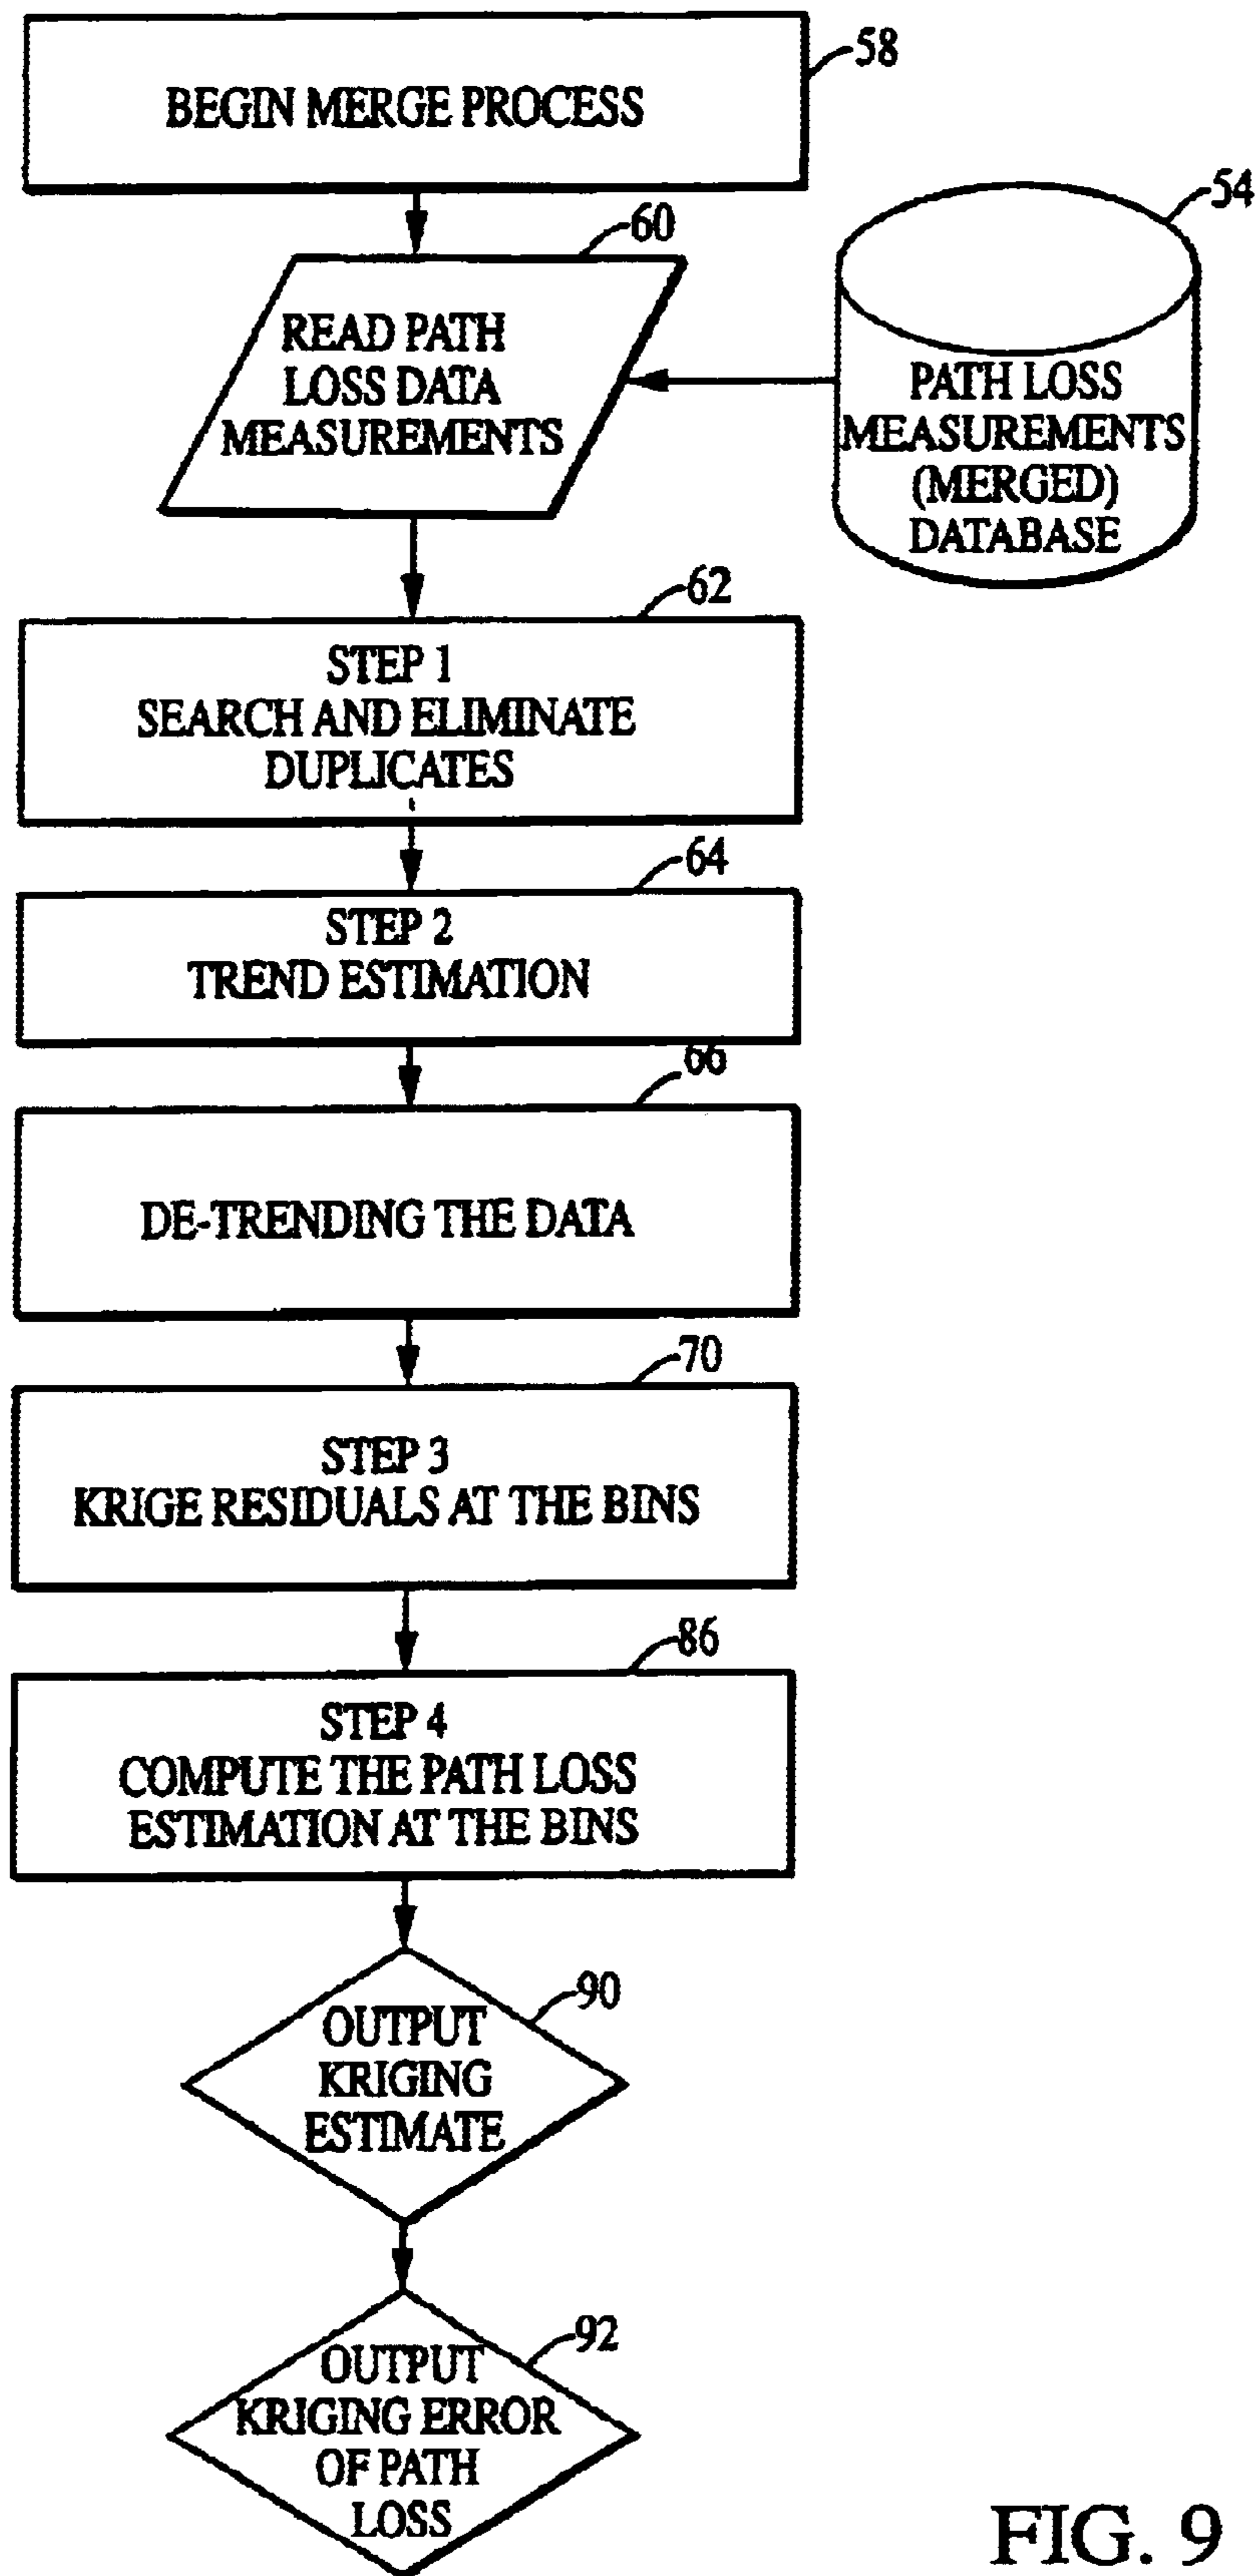 58
BEGIN MERGE PROCESS
54
60
READ PATH
LOSS DATA
MEASUREMENTS
PATH LOSS
MEASUREMENTS
(MERGED)
DATABASE
62
STEP 1
SEARCH AND ELIMINATE
DUPLICATES
64
STEP 2
TREND ESTIMATION
66
DE-TRENDING THE DATA
70
STEP 3
KRIGE RESIDUALS AT THE BINS
86
STEP 4
COMPUTE THE PATH LOSS
ESTIMATION AT THE BINS
90
OUTPUT
KRIGING
ESTIMATE
92
OUTPUT
KRIGING ERROR
OF PATH
LOSS
FIG. 9